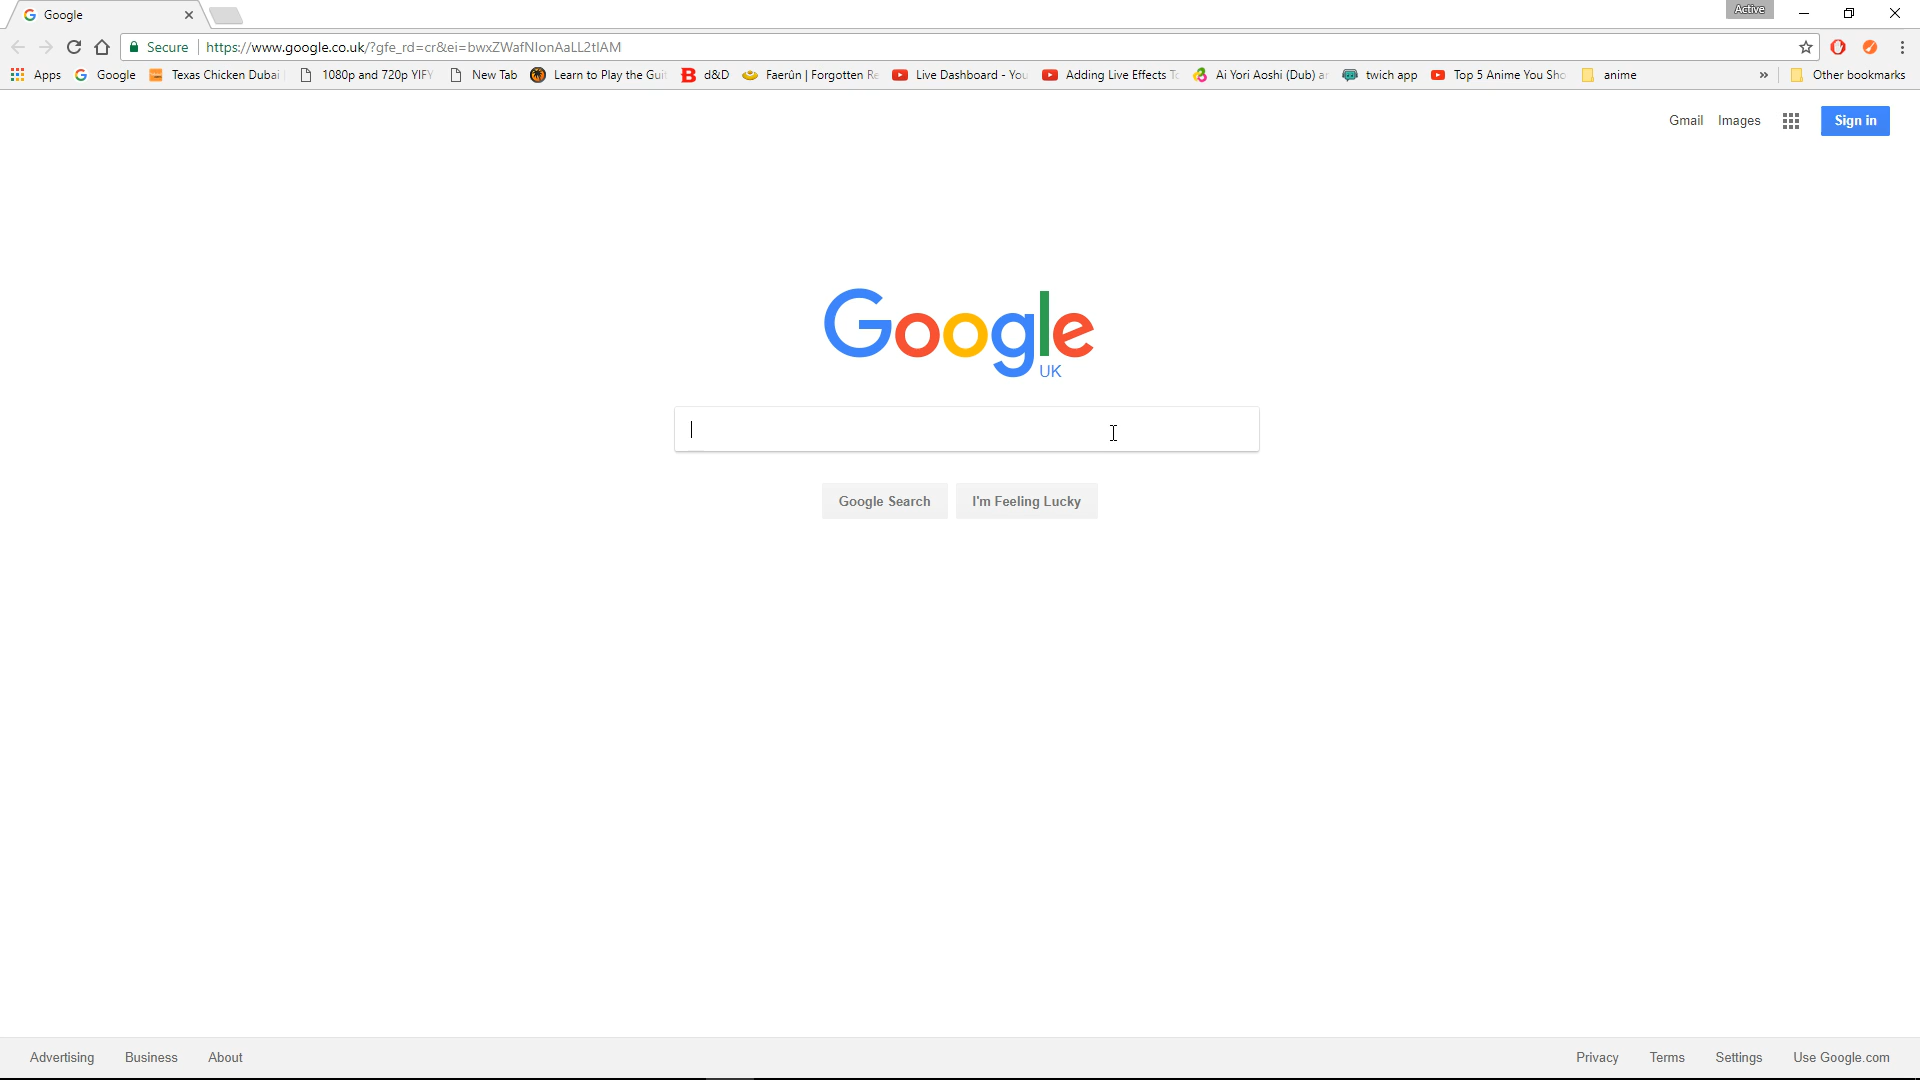 Google
Active
Secure https://www.google.co.uk/?gfe_rd=cr&ei=bwxZWafNIonAaLL2tIAM
Apps Google Texas Chicken Dubai 1080p and 720p YIFY New Tab Learn to Play the Gui d&D Faerûn | Forgotten Re Live Dashboard - You Adding Live Effects To Ai Yori Aoshi (Dub) a twich app Top 5 Anime You Sho anime » Other bookmarks
Gmail Images Sign in
Google
UK
Google Search I'm Feeling Lucky
Advertising Business About Privacy Terms Settings Use Google.com